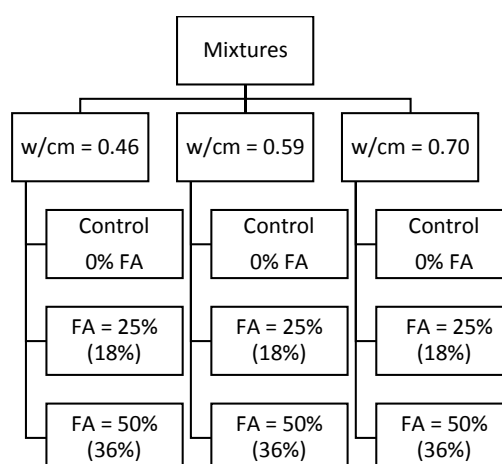 Mixtures
w/cm = 0.46
w/cm = 0.59
w/cm = 0.70
Control
0% FA
Control
0% FA
Control
0% FA
FA = 25%
(18%)
FA = 25%
(18%)
FA = 25%
(18%)
FA = 50%
(36%)
FA = 50%
(36%)
FA = 50%
(36%)